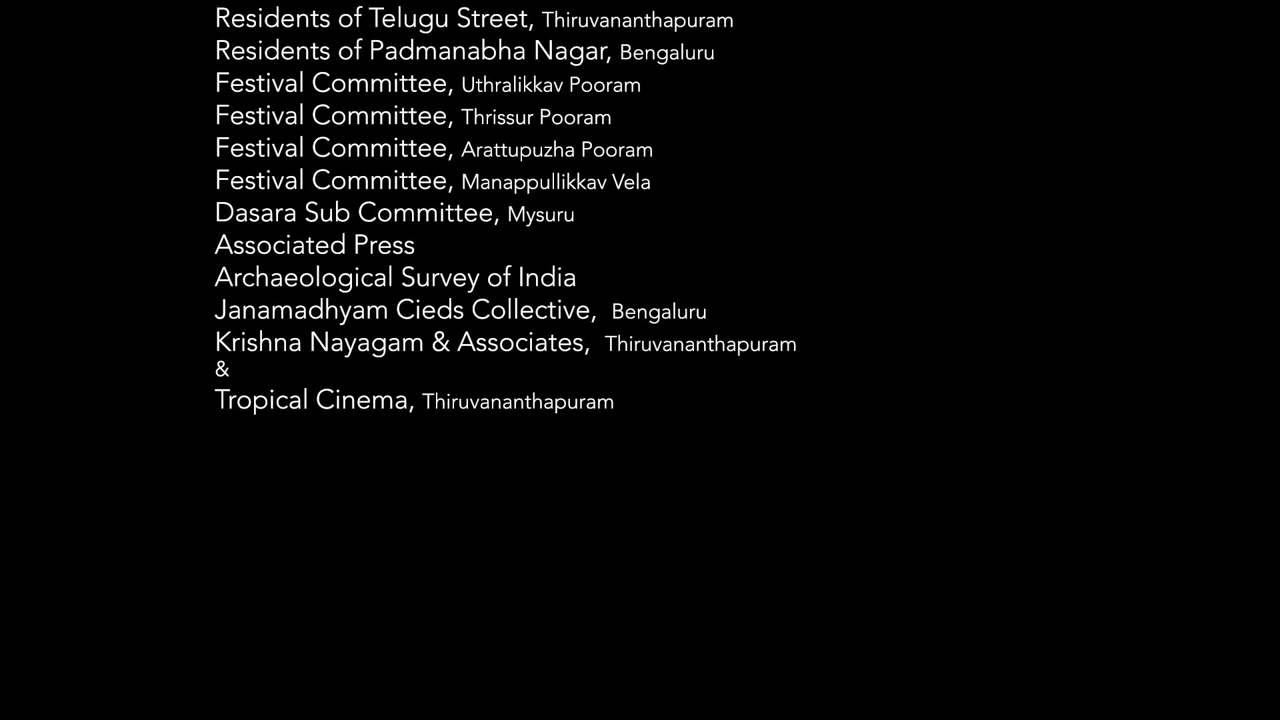 Residents of Telugu Street, Thiruvananthapuram
Residents of Padmanabha Nagar, Bengaluru
Festival Committee, Uthralikkav Pooram
Festival Committee, Thrissur Pooram
Festival Committee, Arattupuzha Pooram
Festival Committee, Manappullikkav Vela
Dasara Sub Committee, Mysuru
Associated Press
Archaeological Survey of India
Janamadhyam Cieds Collective, Bengaluru
Krishna Nayagam & Associates, Thiruvananthapuram
&
Tropical Cinema, Thiruvananthapuram